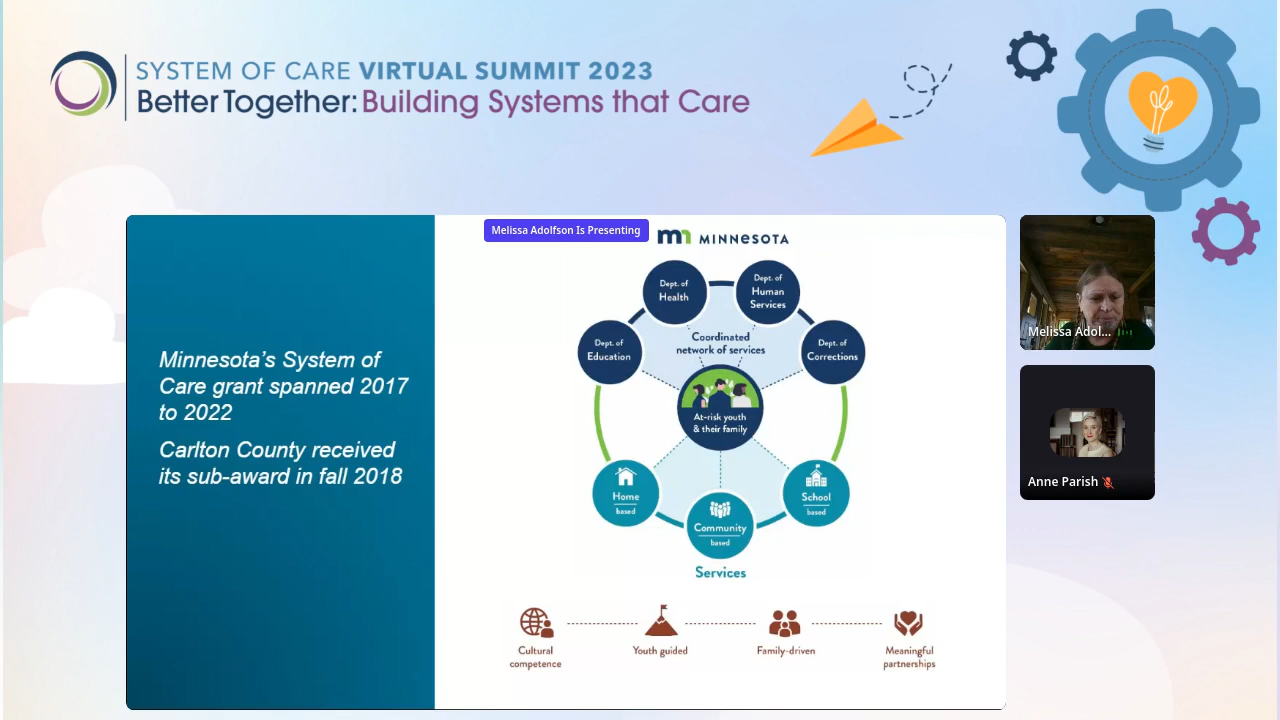 SYSTEM OF CARE VIRTUAL SUMMIT 2023
Better Together: Building Systems that Care
Melissa Adolfson Is Presenting
mn MINNESOTA
Minnesota's System of
Care grant spanned 2017
to 2022
Carlton County received
its sub-award in fall 2018
Dept. of
Health
Dept. of
Human
Services
Dept. of
Education
Coordinated
network of services
Dept. of
Corrections
At-risk youth
& their family
Home
based
Community
based
School
based
Services
Cultural
competence
Youth guided
Family-driven
Meaningful
partnerships
Melissa Adol...
Anne Parish